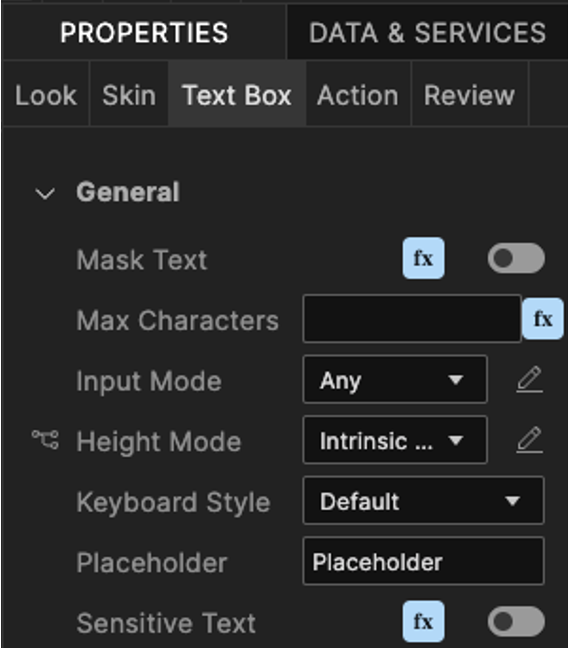 PROPERTIES DATA & SERVICES
Look Skin Text Box Action Review
General
Mask Text fx
Max Characters fx
Input Mode Any
Height Mode Intrinsic ...
Keyboard Style Default
Placeholder Placeholder
Sensitive Text fx